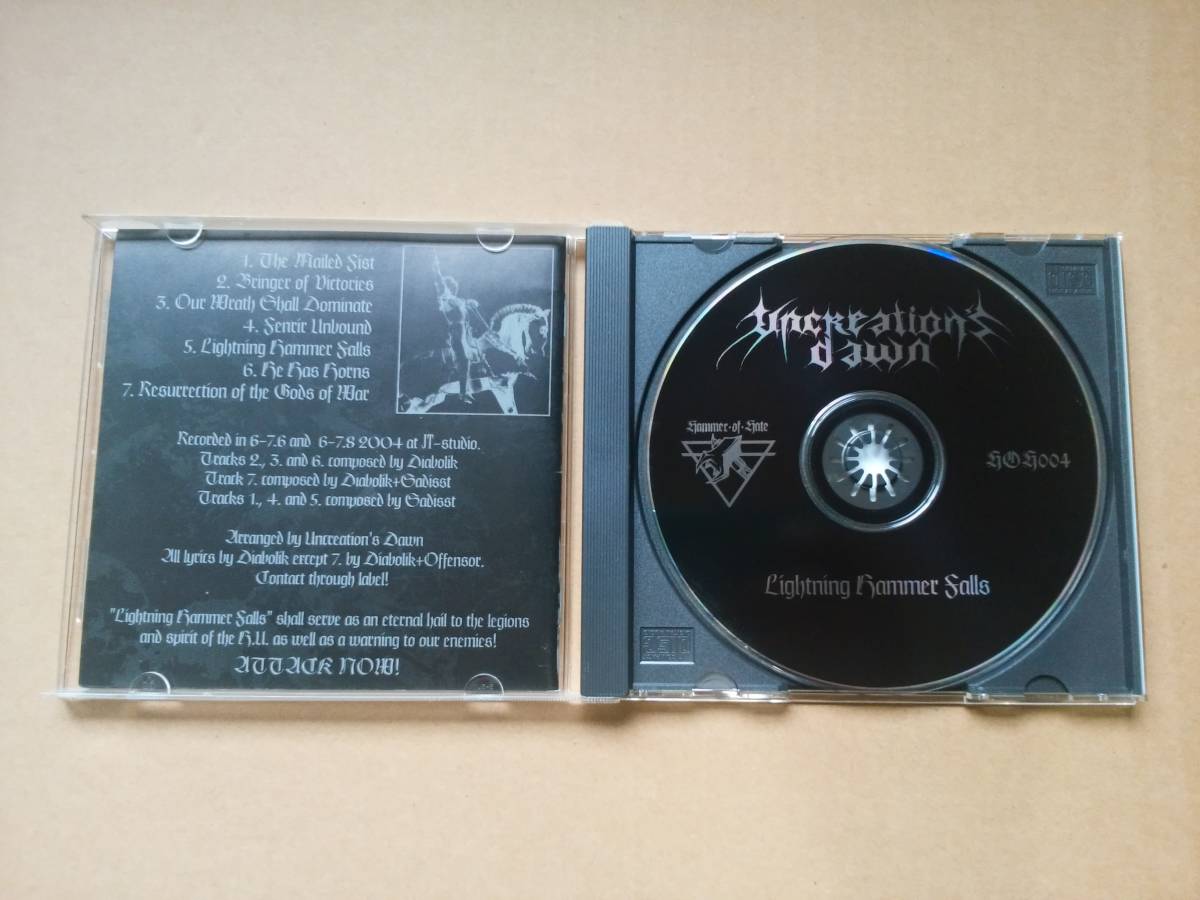 1. The Mailed Fist
2. Bringer of Victories
3. Our Wrath Shall Dominate
4. Fenrir Unbound
5. Lightning Hammer Falls
6. He Has Horns
7. Resurrection of the Gods of War
Recorded in 6-7.6 and 6-7.8 2004 at JT-studio.
Tracks 2., 3. and 6. composed by Diabolik
Track 7. composed by Diabolik+Sadisst
Tracks 1., 4. and 5. composed by Sadisst
Arranged by Uncreation's Dawn
All lyrics by Diabolik except 7. by Diabolik+Offensor.
Contact through label!
"Lightning Hammer Falls" shall serve as an eternal hail to the legions
and spirit of the H.U. as well as a warning to our enemies!
ATTACK NOW!
Uncreation's
Dawn
Hammer·of·Hate
HOH004
Lightning Hammer Falls